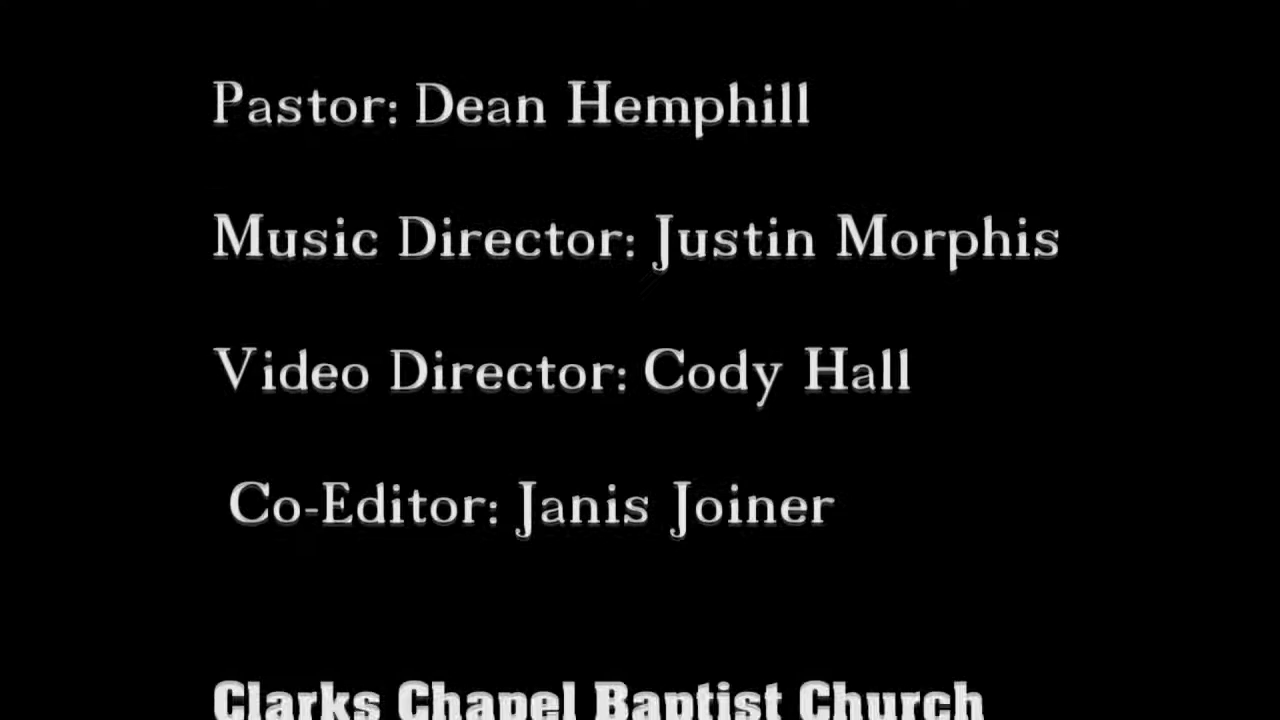 Pastor: Dean Hemphill
Music Director: Justin Morphis
Video Director: Cody Hall
Co-Editor: Janis Joiner
Clarks Chapel Baptist Church